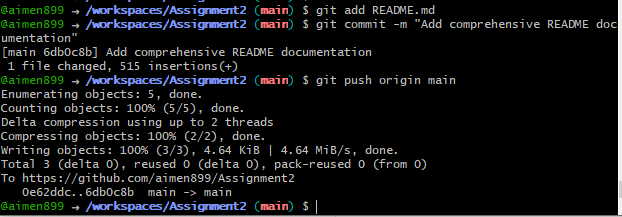 @aimen899 → /workspaces/Assignment2 (main) $ git add README.md
@aimen899 → /workspaces/Assignment2 (main) $ git commit -m "Add comprehensive README doc
umentation"
[main 6db0c8b] Add comprehensive README documentation
 1 file changed, 515 insertions(+)
@aimen899 → /workspaces/Assignment2 (main) $ git push origin main
Enumerating objects: 5, done.
Counting objects: 100% (5/5), done.
Delta compression using up to 2 threads
Compressing objects: 100% (2/2), done.
Writing objects: 100% (3/3), 4.64 KiB | 4.64 MiB/s, done.
Total 3 (delta 0), reused 0 (delta 0), pack-reused 0 (from 0)
To https://github.com/aimen899/Assignment2
   0e62ddc..6db0c8b  main -> main
@aimen899 → /workspaces/Assignment2 (main) $